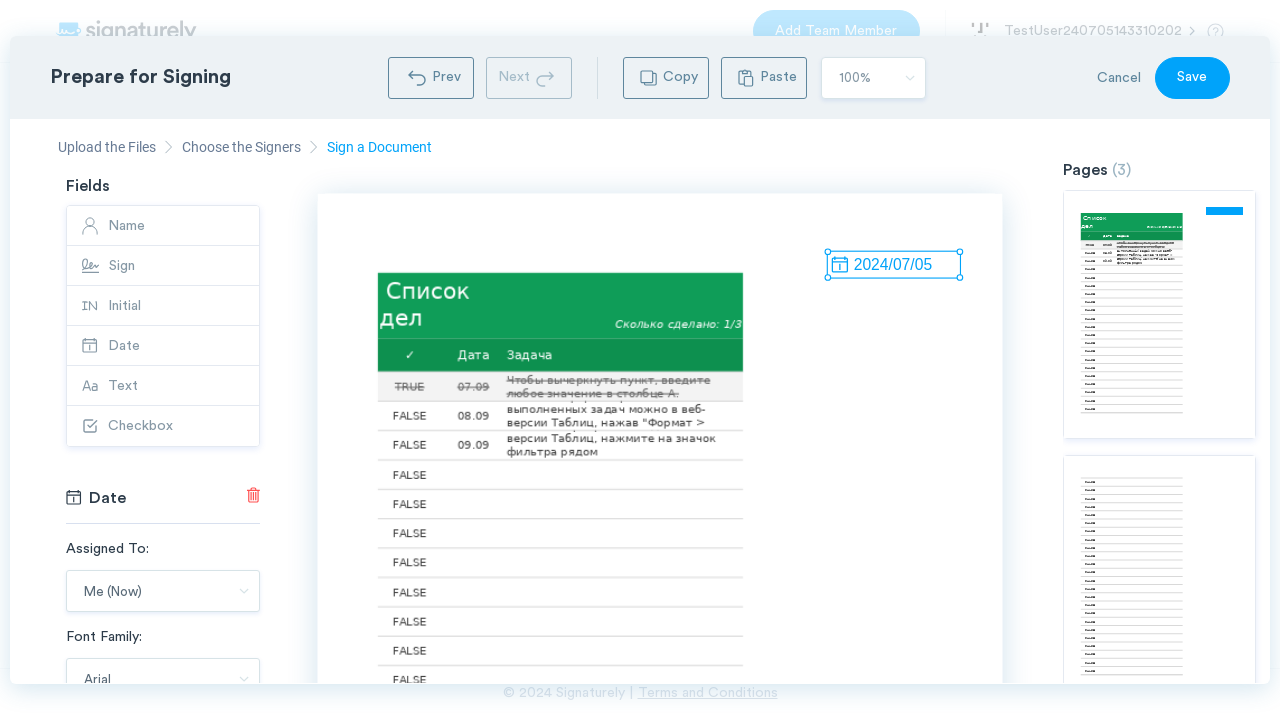 signaturely
Add Team Member
TestUser240705143310202
Prepare for Signing
Prev
Next
Copy
Paste
100%
Cancel
Save
Upload the Files
Choose the Signers
Sign a Document
Fields
Name
Sign
Initial
Date
Text
Checkbox
Date
Assigned To:
Me (Now)
Font Family:
Arial
2024/07/05
Список
дел
Сколько сделано: 1/3
✓ Дата Задача
TRUE 07.09 Чтобы вычеркнуть пункт, введите
любое значение в столбце A.
FALSE 08.09 выполненных задач можно в веб-
версии Таблиц, нажав "Формат >
FALSE 09.09 версии Таблиц, нажмите на значок
фильтра рядом
FALSE
FALSE
FALSE
FALSE
FALSE
FALSE
FALSE
FALSE
Pages (3)
Список
дел
© 2024 Signaturely | Terms and Conditions